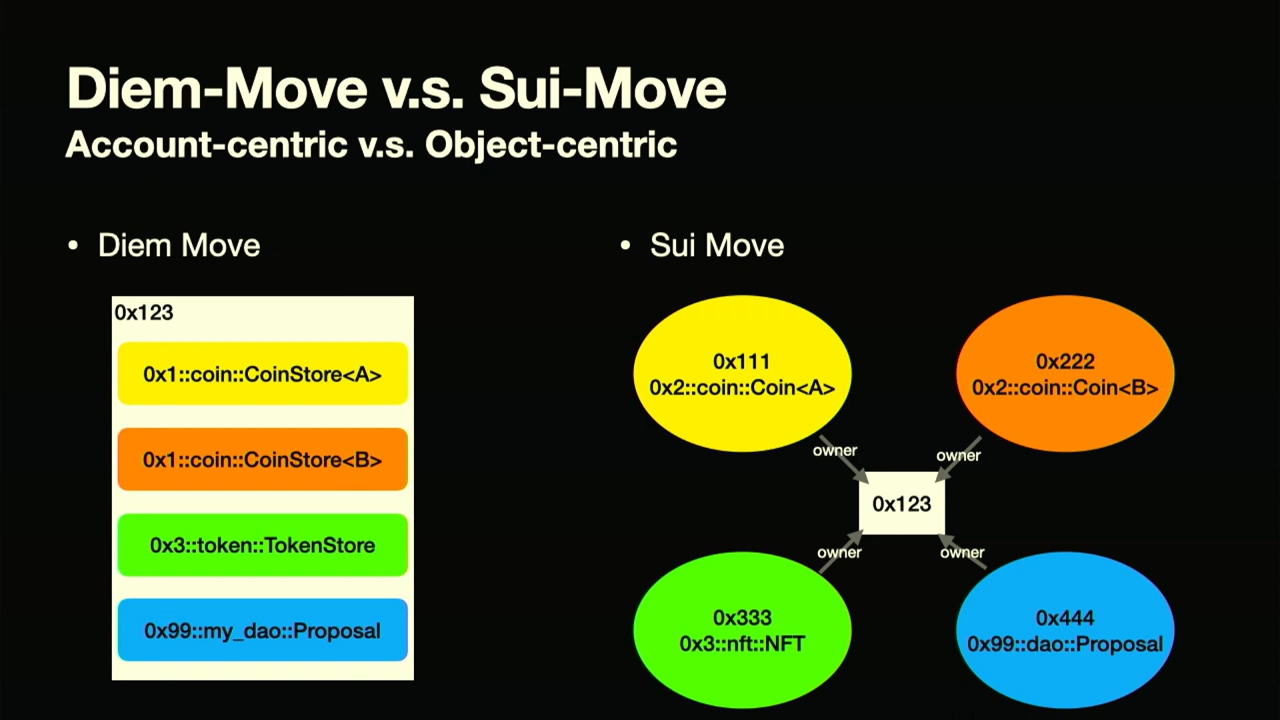 Diem-Move v.s. Sui-Move
Account-centric v.s. Object-centric
• Diem Move
0x123
0x1::coin::CoinStore<A>
0x1::coin::CoinStore<B>
0x3::token::TokenStore
0x99::my_dao::Proposal
• Sui Move
0x111
0x2::coin::Coin<A>
0x222
0x2::coin::Coin<B>
owner
owner
0x123
owner
owner
0x333
0x3::nft::NFT
0x444
0x99::dao::Proposal